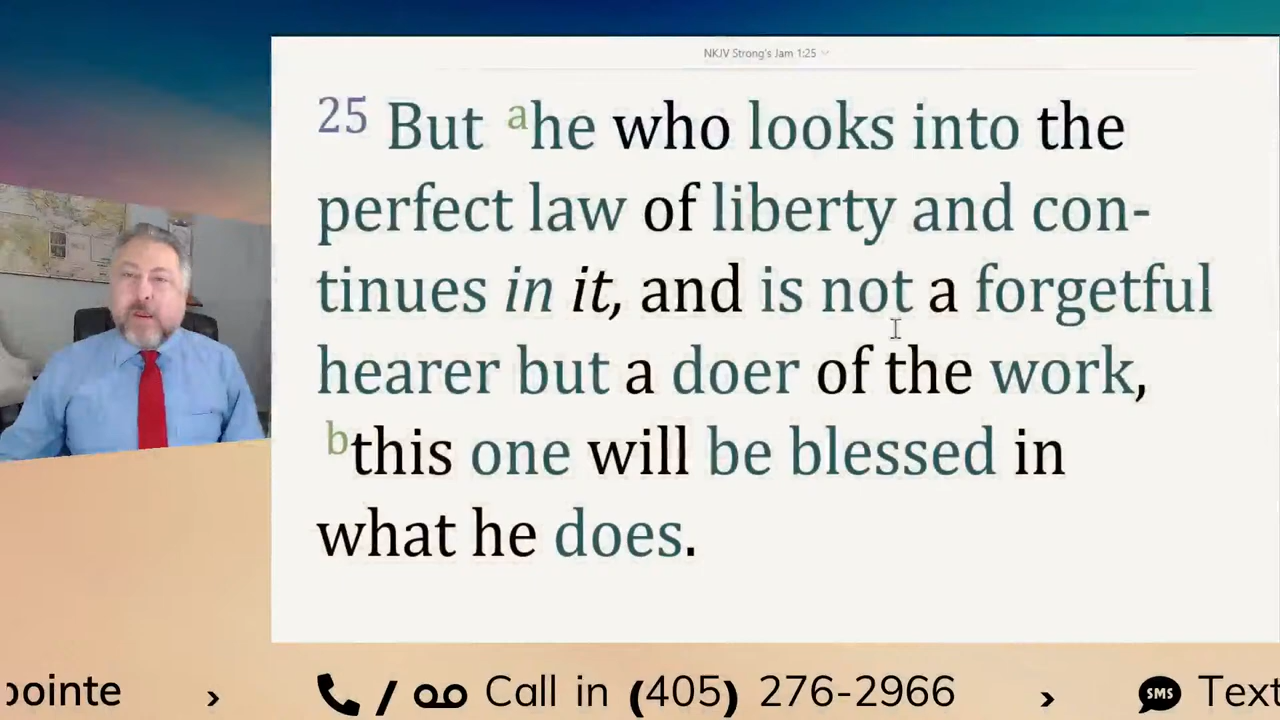 NKJV Strong's Jam 1:25
25 But ahe who looks into the
perfect law of liberty and con-
tinues in it, and is not a forgetful
hearer but a doer of the work,
bthis one will be blessed in
what he does.
pointe › / Call in (405) 276-2966 › SMS Text